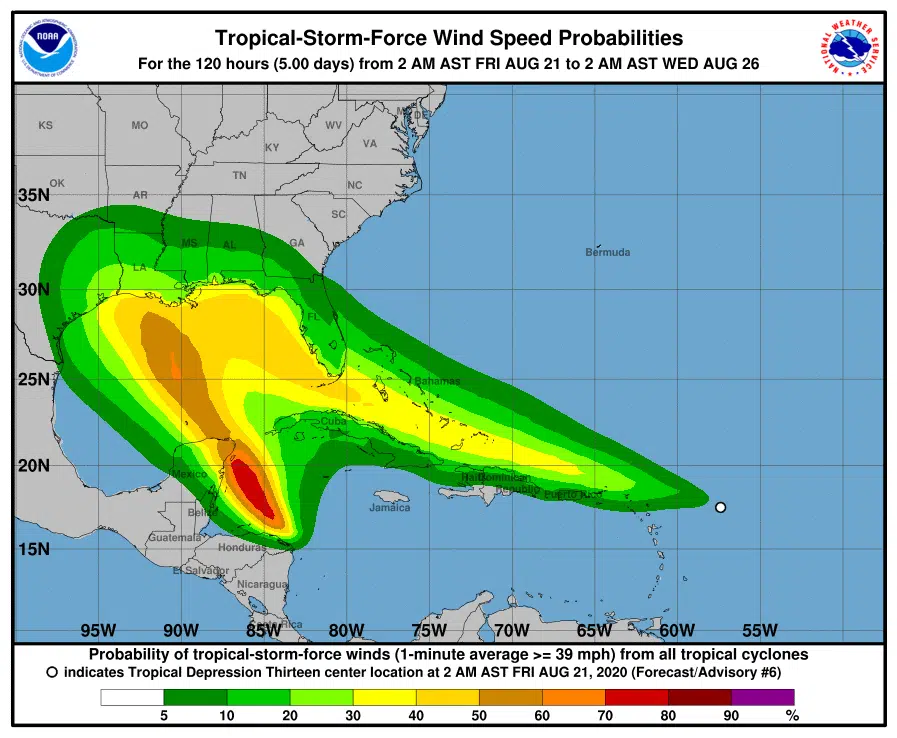 Tropical-Storm-Force Wind Speed Probabilities
For the 120 hours (5.00 days) from 2 AM AST FRI AUG 21 to 2 AM AST WED AUG 26
NOAA
NATIONAL WEATHER SERVICE
KS
MO
WV
VA
DE
KY
OK
AR
TN
NC
SC
35N
MS
AL
GA
LA
Bermuda
30N
FL
25N
Bahamas
Cuba
20N
Mexico
Haiti
Dominican
Republic
Puerto Rico
Jamaica
Belize
Guatemala
Honduras
15N
El Salvador
Nicaragua
Costa Rica
95W 90W 85W 80W 75W 70W 65W 60W 55W
Probability of tropical-storm-force winds (1-minute average >= 39 mph) from all tropical cyclones
indicates Tropical Depression Thirteen center location at 2 AM AST FRI AUG 21, 2020 (Forecast/Advisory #6)
5 10 20 30 40 50 60 70 80 90 %